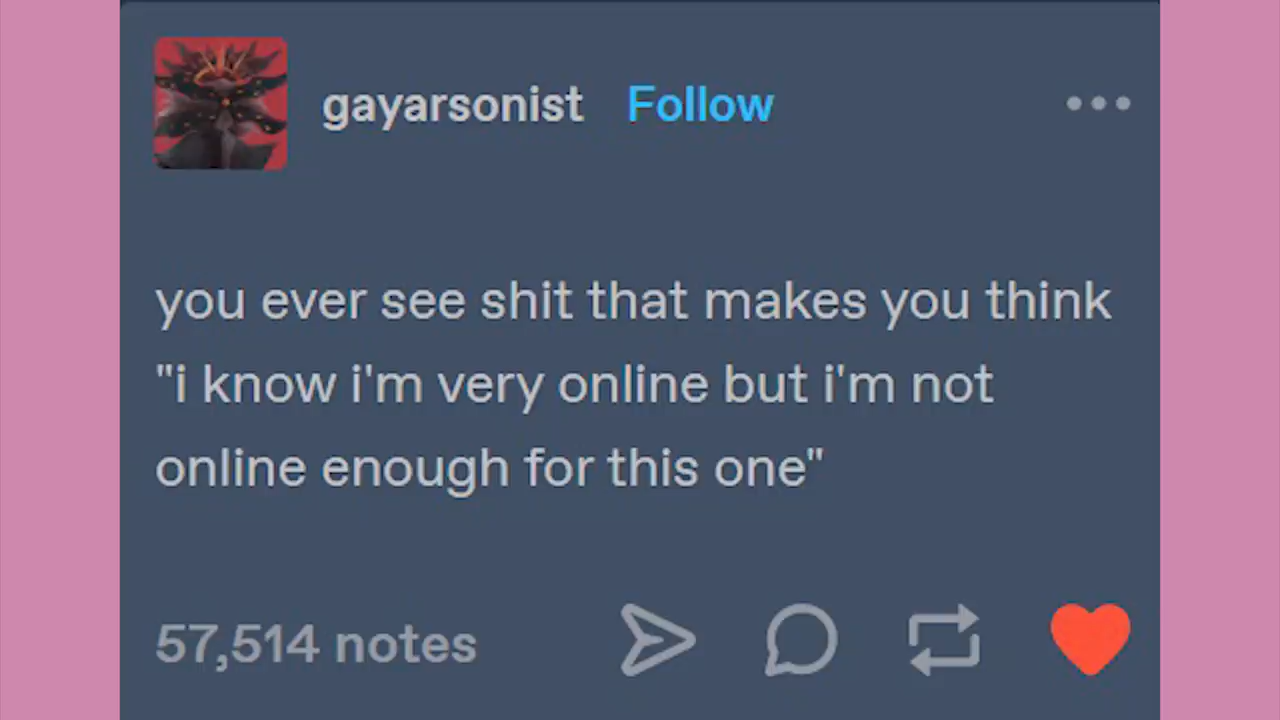 gayarsonist Follow
you ever see shit that makes you think
"i know i'm very online but i'm not
online enough for this one"
57,514 notes